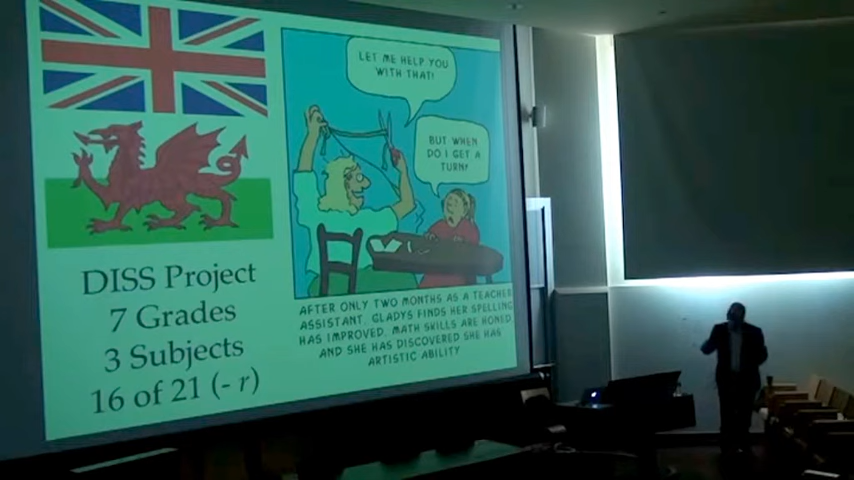 LET ME HELP YOU
WITH THAT!
BUT WHEN
DO I GET A
TURN?
DISS Project
7 Grades
3 Subjects
16 of 21 (- r)
AFTER ONLY TWO MONTHS AS A TEACHER
ASSISTANT, GLADYS FINDS HER SPELLING
HAS IMPROVED, MATH SKILLS ARE HONED,
AND SHE HAS DISCOVERED SHE HAS
ARTISTIC ABILITY